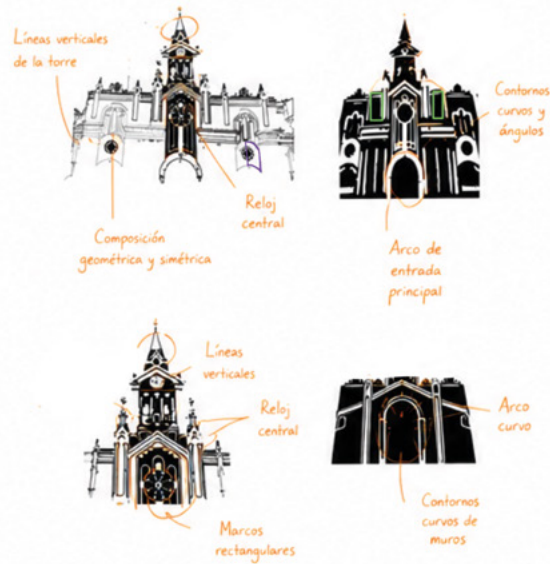 Líneas verticales
de la torre
Reloj
central
Composición
geométrica y simétrica
Contornos
curvos y
ángulos
Arco de
entrada
principal
Líneas
verticales
Reloj
central
Marcos
rectangulares
Arco
curvo
Contornos
curvos de
muros